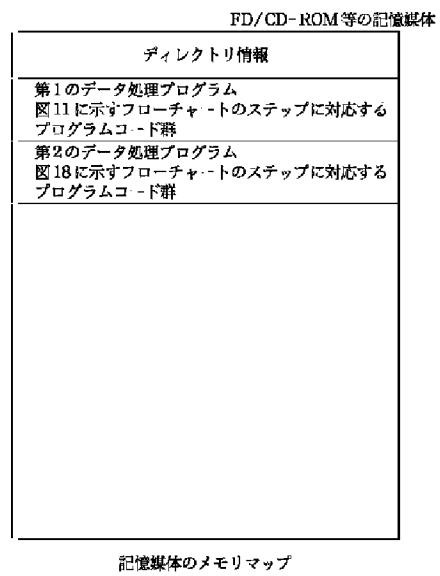 FD/CD-ROM等の記憶媒体
ディレクトリ情報
第1のデータ処理プログラム
図11に示すフローチャートのステップに対応する
プログラムコード群
第2のデータ処理プログラム
図18に示すフローチャートのステップに対応する
プログラムコード群
記憶媒体のメモリマップ